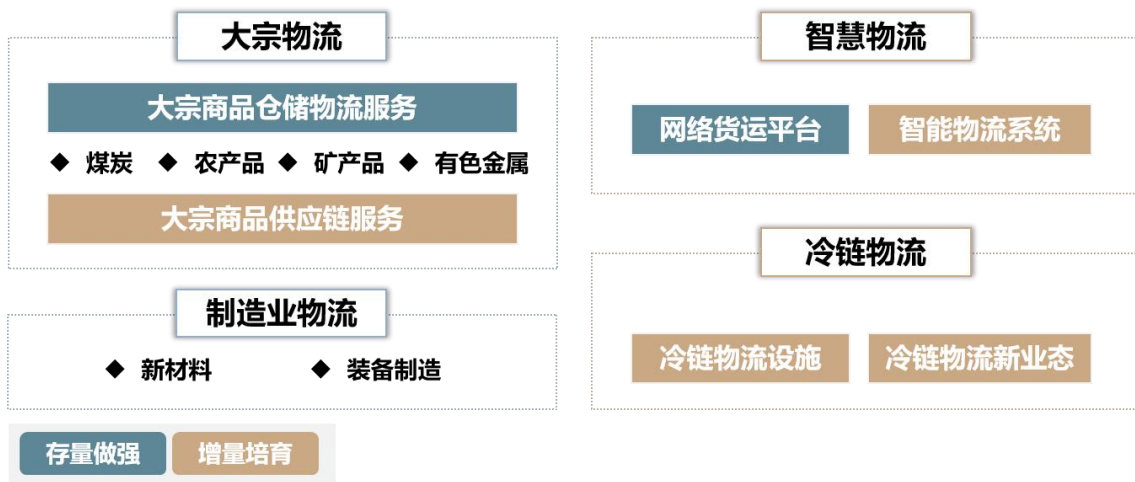 大宗物流
大宗商品仓储物流服务
◆ 煤炭 ◆ 农产品 ◆ 矿产品 ◆ 有色金属
大宗商品供应链服务
制造业物流
◆ 新材料 ◆ 装备制造
智慧物流
网络货运平台 智能物流系统
冷链物流
冷链物流设施 冷链物流新业态
存量做强 增量培育